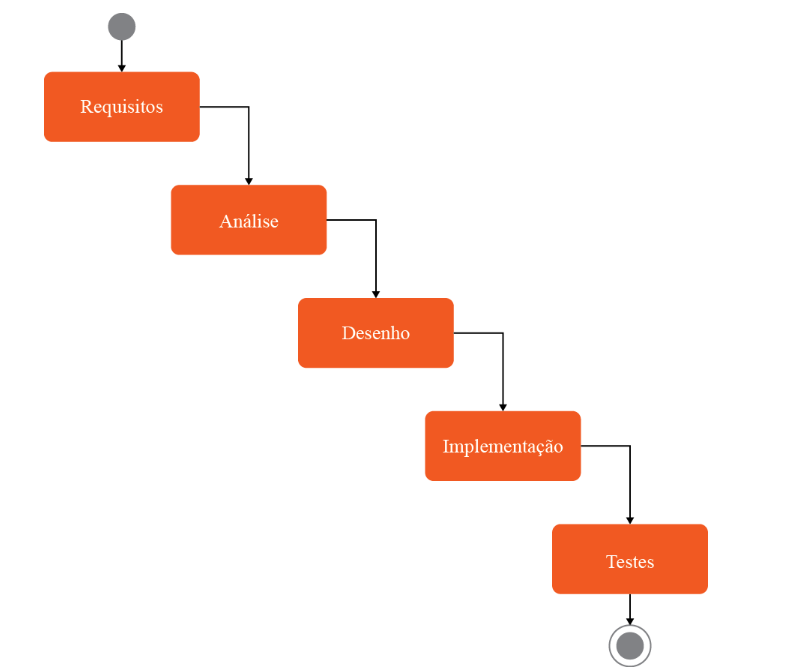 Requisitos
Análise
Desenho
Implementação
Testes